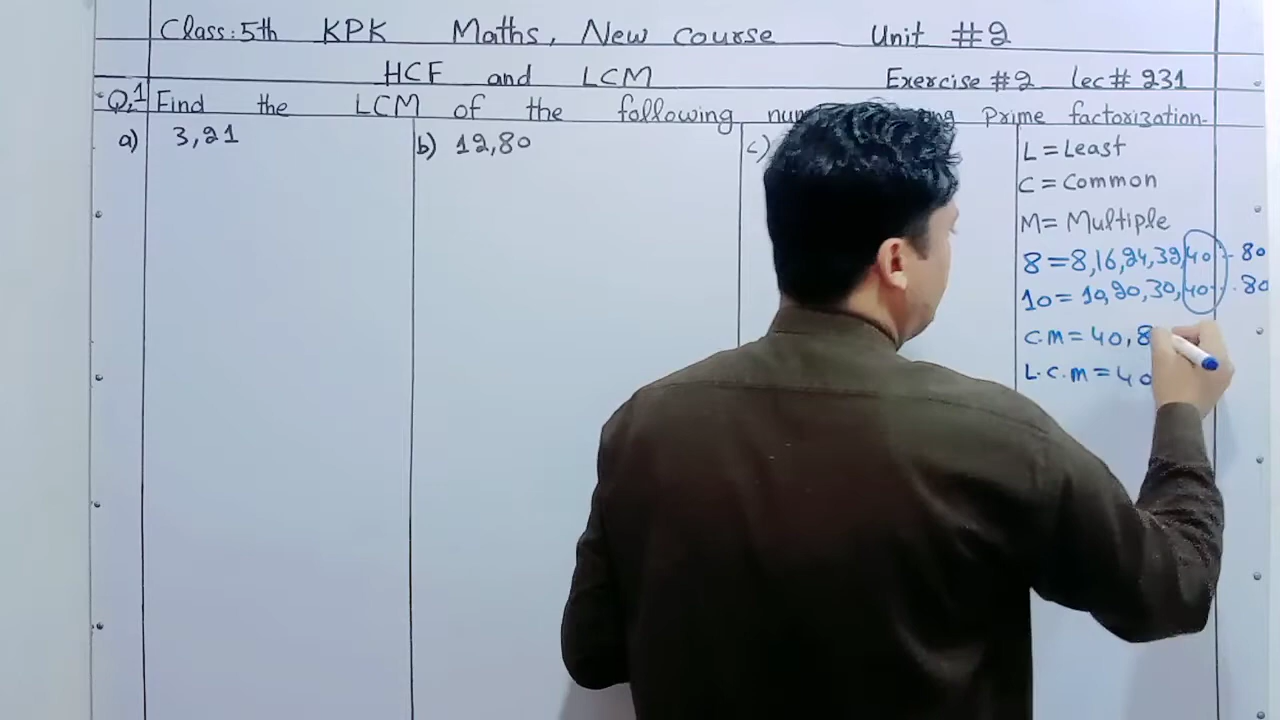 Class: 5th KPK Maths, New course Unit #2
HCF and LCM Exercise #2 lec# 231
Q.1 Find the LCM of the following Prime factorization.
a) 3,21 b) 12,80 c)
L = Least
C = Common
M = Multiple
8 = 8,16,24,32,40 - 80
10 = 10,20,30,40 - 80
C.M = 40,8
L.C.M = 40